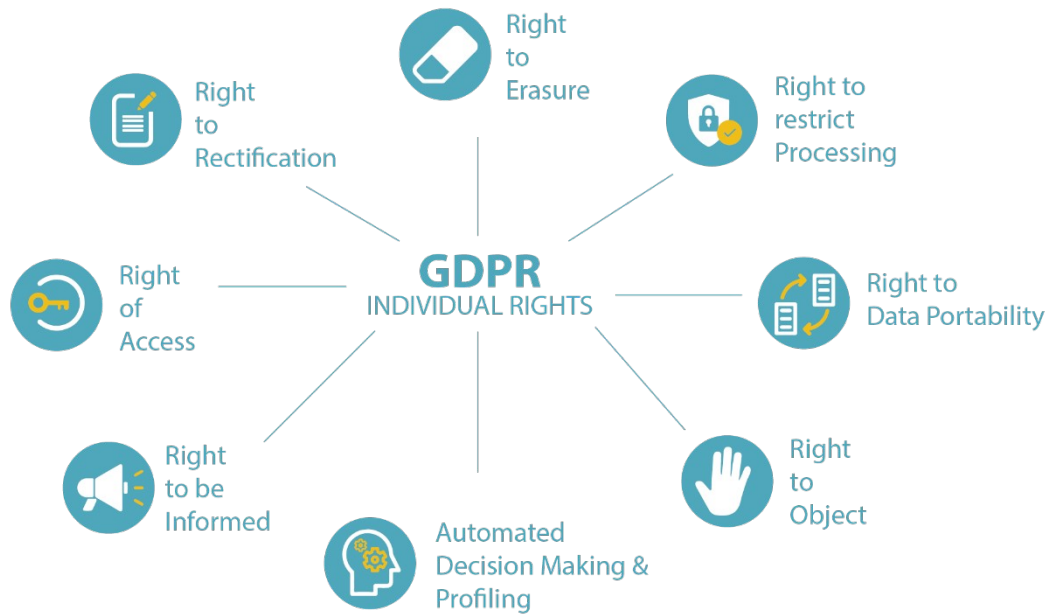 Right
to
Erasure
Right
to
Rectification
Right to
restrict
Processing
GDPR
INDIVIDUAL RIGHTS
Right
of
Access
Right to
Data Portability
Right
to be
Informed
Right
to
Object
Automated
Decision Making &
Profiling